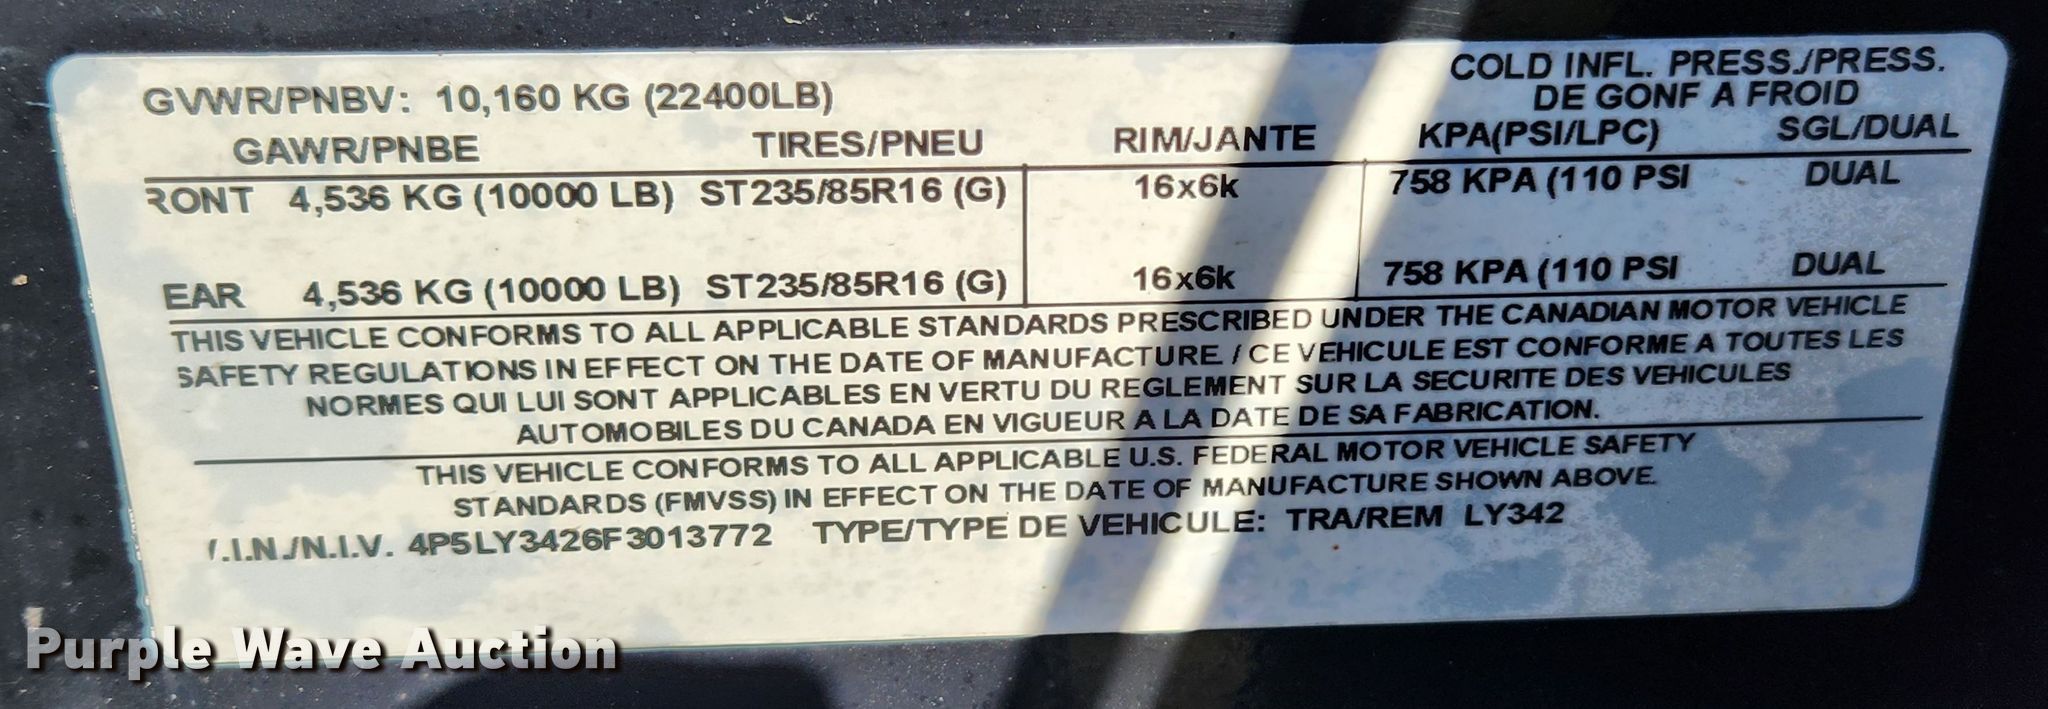 COLD INFL. PRESS./PRESS.
DE GONF A FROID
GVWR/PNBV: 10,160 KG (22400LB)
GAWR/PNBE TIRES/PNEU RIM/JANTE KPA(PSI/LPC) SGL/DUAL
RONT 4,536 KG (10000 LB) ST235/85R16 (G) 16x6k 758 KPA (110 PSI DUAL
EAR 4,536 KG (10000 LB) ST235/85R16 (G) 16x6k 758 KPA (110 PSI DUAL
THIS VEHICLE CONFORMS TO ALL APPLICABLE STANDARDS PRESCRIBED UNDER THE CANADIAN MOTOR VEHICLE
SAFETY REGULATIONS IN EFFECT ON THE DATE OF MANUFACTURE. / CE VEHICULE EST CONFORME A TOUTES LES
NORMES QUI LUI SONT APPLICABLES EN VERTU DU REGLEMENT SUR LA SECURITE DES VEHICULES
AUTOMOBILES DU CANADA EN VIGUEUR A LA DATE DE SA FABRICATION.
THIS VEHICLE CONFORMS TO ALL APPLICABLE U.S. FEDERAL MOTOR VEHICLE SAFETY
STANDARDS (FMVSS) IN EFFECT ON THE DATE OF MANUFACTURE SHOWN ABOVE.
.I.N./N.I.V. 4P5LY3426F3013772 TYPE/TYPE DE VEHICULE: TRA/REM LY342
Purple Wave Auction